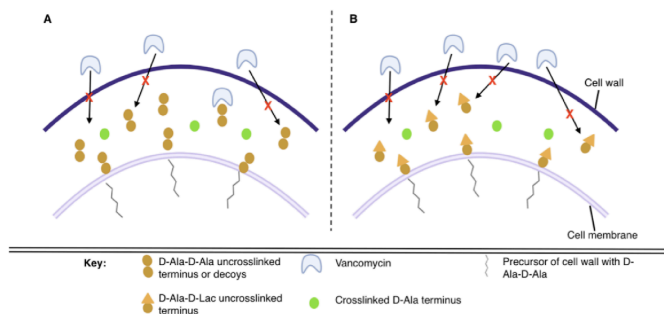 A
B
Cell wall
Cell membrane
Key:
D-Ala-D-Ala uncrosslinked
terminus or decoys
Vancomycin
Precursor of cell wall with D-
Ala-D-Ala
D-Ala-D-Lac uncrosslinked
terminus
Crosslinked D-Ala terminus